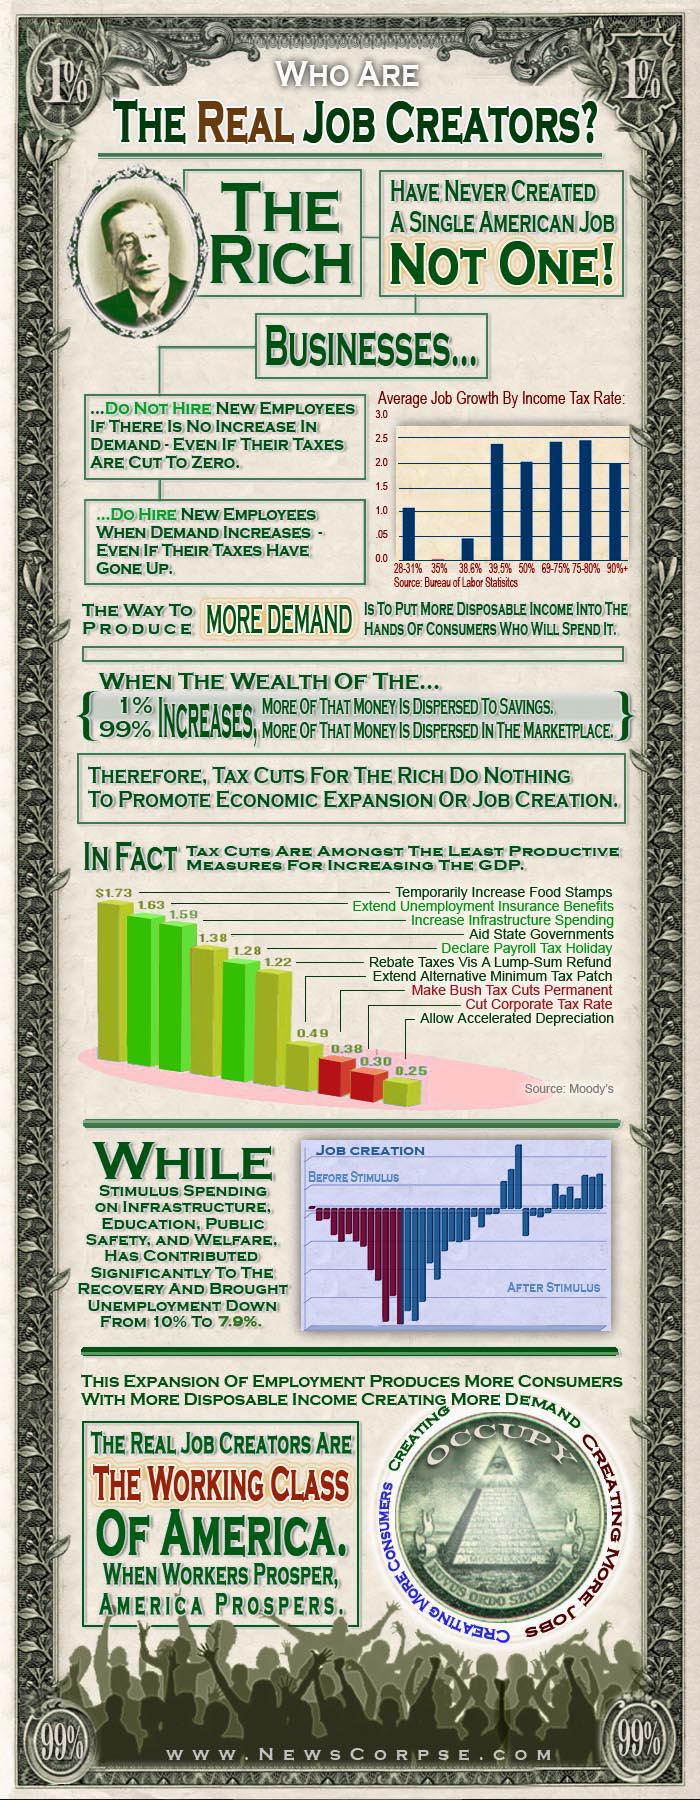 1%
1%
Who Are
The Real Job Creators?
The
Rich
Have Never Created
A Single American Job
Not One!
Businesses...
...Do Not Hire New Employees
If There Is No Increase In
Demand - Even If Their Taxes
Are Cut To Zero.
...Do Hire New Employees
When Demand Increases -
Even If Their Taxes Have
Gone Up.
Average Job Growth By Income Tax Rate:
3.0
2.5
2.0
1.5
1.0
.05
0.0
28-31% 35% 38.6% 39.5% 50% 69-75% 75-80% 90%+
Source: Bureau of Labor Statisitcs
The Way To
Produce
More Demand
Is To Put More Disposable Income Into The
Hands Of Consumers Who Will Spend It.
When The Wealth Of The...
1%
99%
Increases,
More Of That Money Is Dispersed To Savings.
More Of That Money Is Dispersed In The Marketplace.
Therefore, Tax Cuts For The Rich Do Nothing
To Promote Economic Expansion Or Job Creation.
In Fact
Tax Cuts Are Amongst The Least Productive
Measures For Increasing The GDP.
$1.73
1.63
1.59
1.38
1.28
1.22
0.49
0.38
0.30
0.25
Temporarily Increase Food Stamps
Extend Unemployment Insurance Benefits
Increase Infrastructure Spending
Aid State Governments
Declare Payroll Tax Holiday
Rebate Taxes Vis A Lump-Sum Refund
Extend Alternative Minimum Tax Patch
Make Bush Tax Cuts Permanent
Cut Corporate Tax Rate
Allow Accelerated Depreciation
Source: Moody's
While
Stimulus Spending
on Infrastructure,
Education, Public
Safety, and Welfare,
Has Contributed
Significantly To The
Recovery And Brought
Unemployment Down
From 10% To 7.9%.
Job creation
Before Stimulus
After Stimulus
This Expansion Of Employment Produces More Consumers
With More Disposable Income Creating More Demand
The Real Job Creators Are
The Working Class
Of America.
When Workers Prosper,
America Prospers.
Creating More Demand
Creating More Jobs
Creating More Consumers
Occupy
Ordo Seclorum
99%
99%
www.NewsCorpse.com